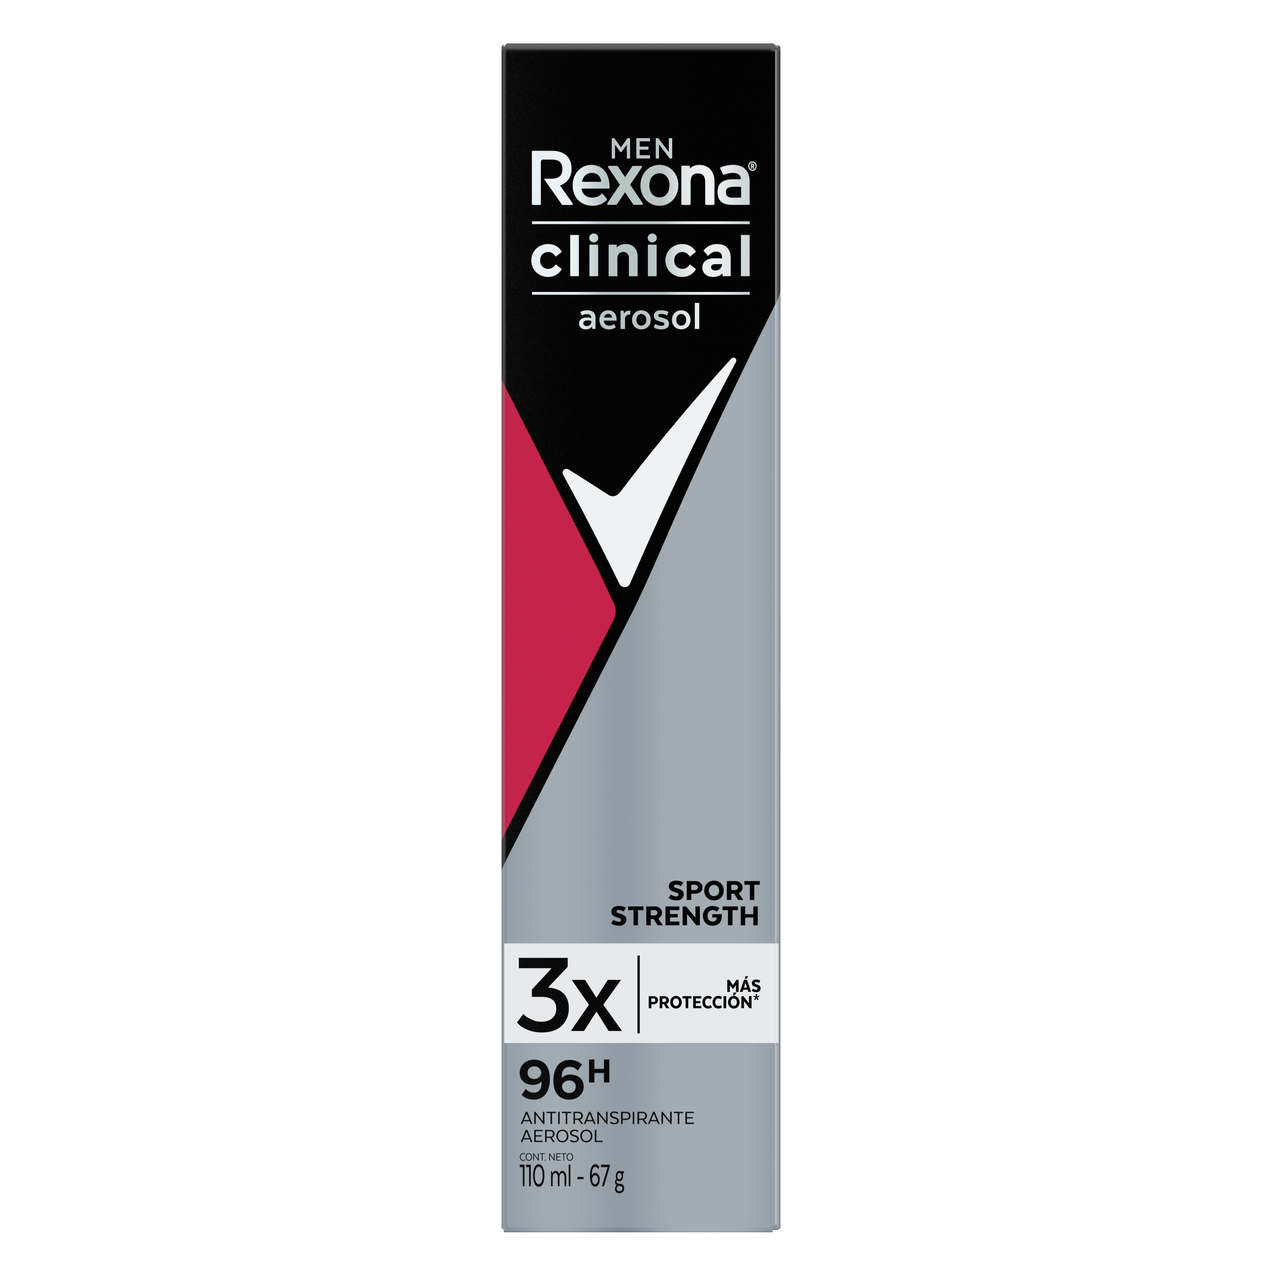 MEN
Rexona®
clinical
aerosol
SPORT
STRENGTH
3x
MÁS
PROTECCIÓN*
96H
ANTITRANSPIRANTE
AEROSOL
CONT. NETO
110 ml - 67 g